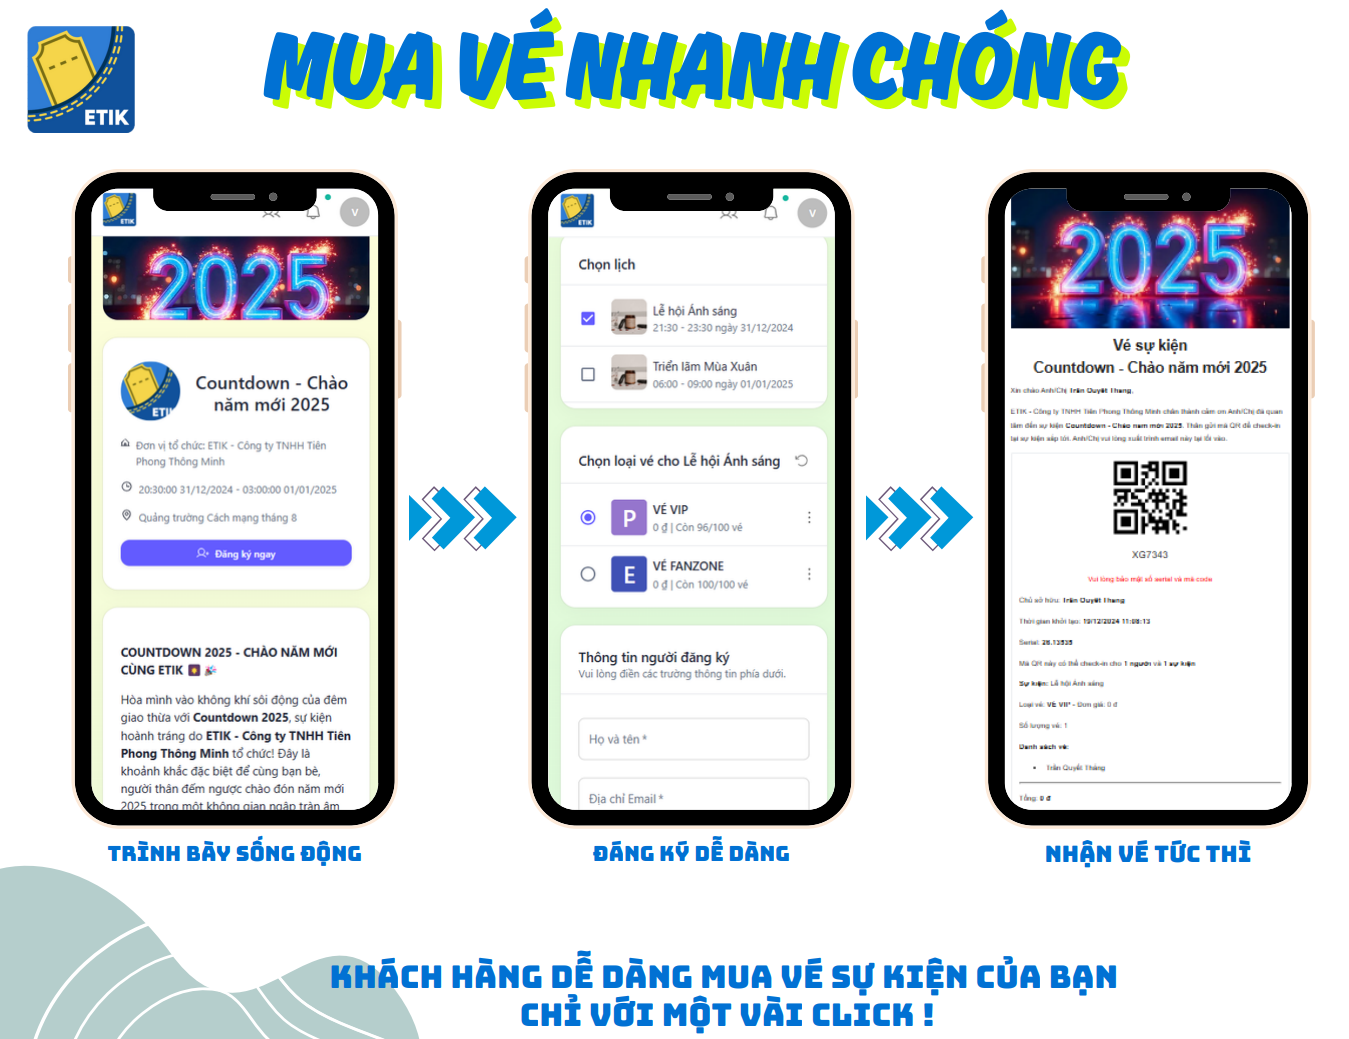 ETIK
MUA VÉ NHANH CHÓNG
ETIK
V
2025
ETIK
Countdown - Chào
năm mới 2025
Đơn vị tổ chức: ETIK - Công ty TNHH Tiên
Phong Thông Minh
20:30:00 31/12/2024 - 03:00:00 01/01/2025
Quảng trường Cách mạng tháng 8
Đăng ký ngay
COUNTDOWN 2025 - CHÀO NĂM MỚI
CÙNG ETIK
Hòa mình vào không khí sôi động của đêm
giao thừa với Countdown 2025, sự kiện
hoành tráng do ETIK - Công ty TNHH Tiên
Phong Thông Minh tổ chức! Đây là
khoảnh khắc đặc biệt để cùng bạn bè,
người thân đếm ngược chào đón năm mới
2025 trong một không gian ngập tràn âm
TRÌNH BÀY SỐNG ĐỘNG
ETIK
V
Chọn lịch
Lễ hội Ánh sáng
21:30 - 23:30 ngày 31/12/2024
Triển lãm Mùa Xuân
06:00 - 09:00 ngày 01/01/2025
Chọn loại vé cho Lễ hội Ánh sáng
P
VÉ VIP
0 ₫ | Còn 96/100 vé
E
VÉ FANZONE
0 ₫ | Còn 100/100 vé
Thông tin người đăng ký
Vui lòng điền các trường thông tin phía dưới.
Họ và tên *
Địa chỉ Email *
ĐĂNG KÝ DỄ DÀNG
2025
Vé sự kiện
Countdown - Chào năm mới 2025
Xin chào Anh/Chị Trần Quyết Thắng,
ETIK - Công ty TNHH Tiên Phong Thông Minh chân thành cảm ơn Anh/Chị đã quan
tâm đến sự kiện Countdown - Chào năm mới 2025. Thân gửi mã QR để check-in
tại sự kiện sắp tới. Anh/Chị vui lòng xuất trình email này tại lối vào.
XG7343
Vui lòng bảo mật số serial và mã code
Chủ sở hữu: Trần Quyết Thắng
Thời gian khởi tạo: 19/12/2024 11:08:13
Serial: 26.13535
Mã QR này có thể check-in cho 1 người và 1 sự kiện
Sự kiện: Lễ hội Ánh sáng
Loại vé: VÉ VIP - Đơn giá: 0 đ
Số lượng vé: 1
Danh sách vé:
Trần Quyết Thắng
Tổng: 0 đ
NHẬN VÉ TỨC THÌ
KHÁCH HÀNG DỄ DÀNG MUA VÉ SỰ KIỆN CỦA BẠN
CHỈ VỚI MỘT VÀI CLICK !